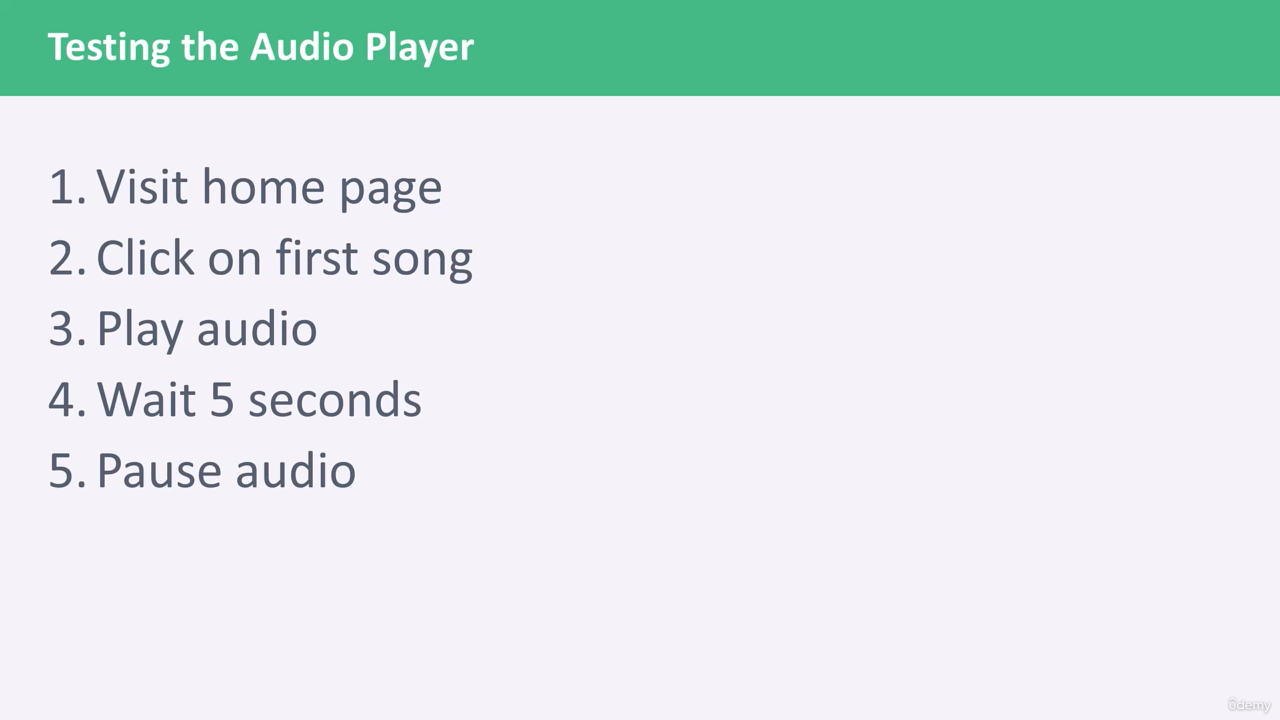 Testing the Audio Player
1. Visit home page
2. Click on first song
3. Play audio
4. Wait 5 seconds
5. Pause audio
ûdemy